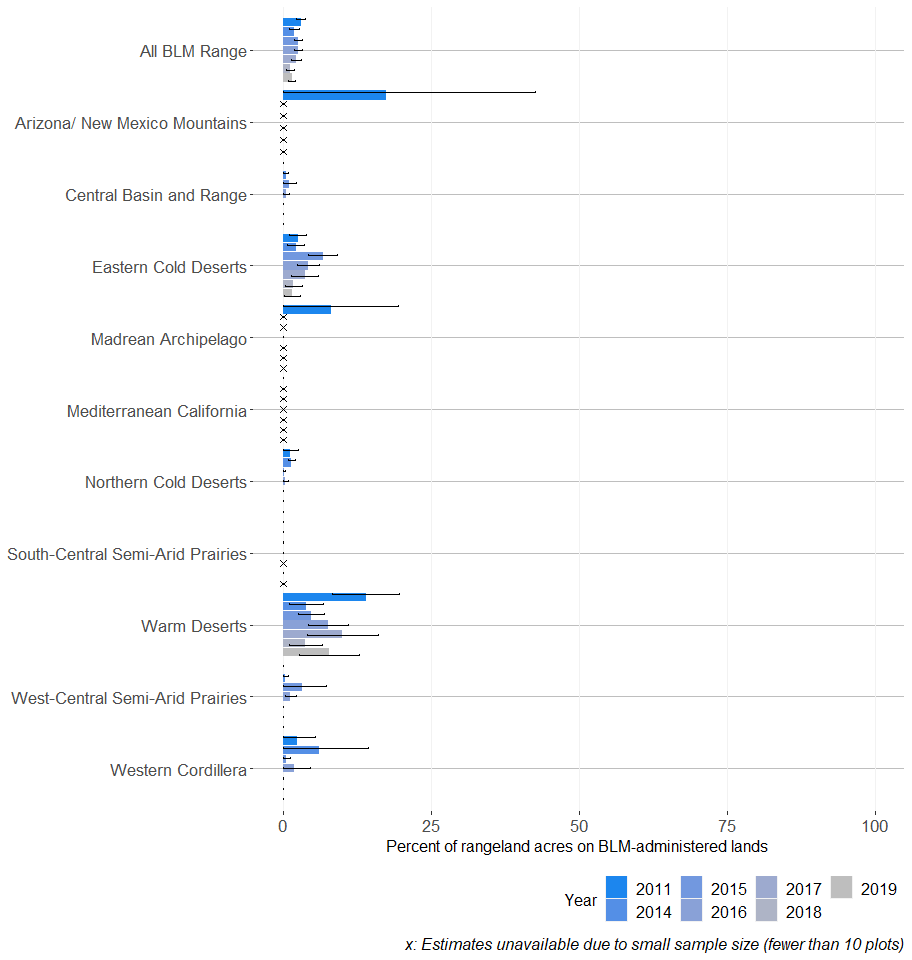 All BLM Range
Arizona/ New Mexico Mountains
Central Basin and Range
Eastern Cold Deserts
Madrean Archipelago
Mediterranean California
Northern Cold Deserts
South-Central Semi-Arid Prairies
Warm Deserts
West-Central Semi-Arid Prairies
Western Cordillera
0 25 50 75 100
Percent of rangeland acres on BLM-administered lands
Year
2011 2015 2017 2019
2014 2016 2018
x: Estimates unavailable due to small sample size (fewer than 10 plots)